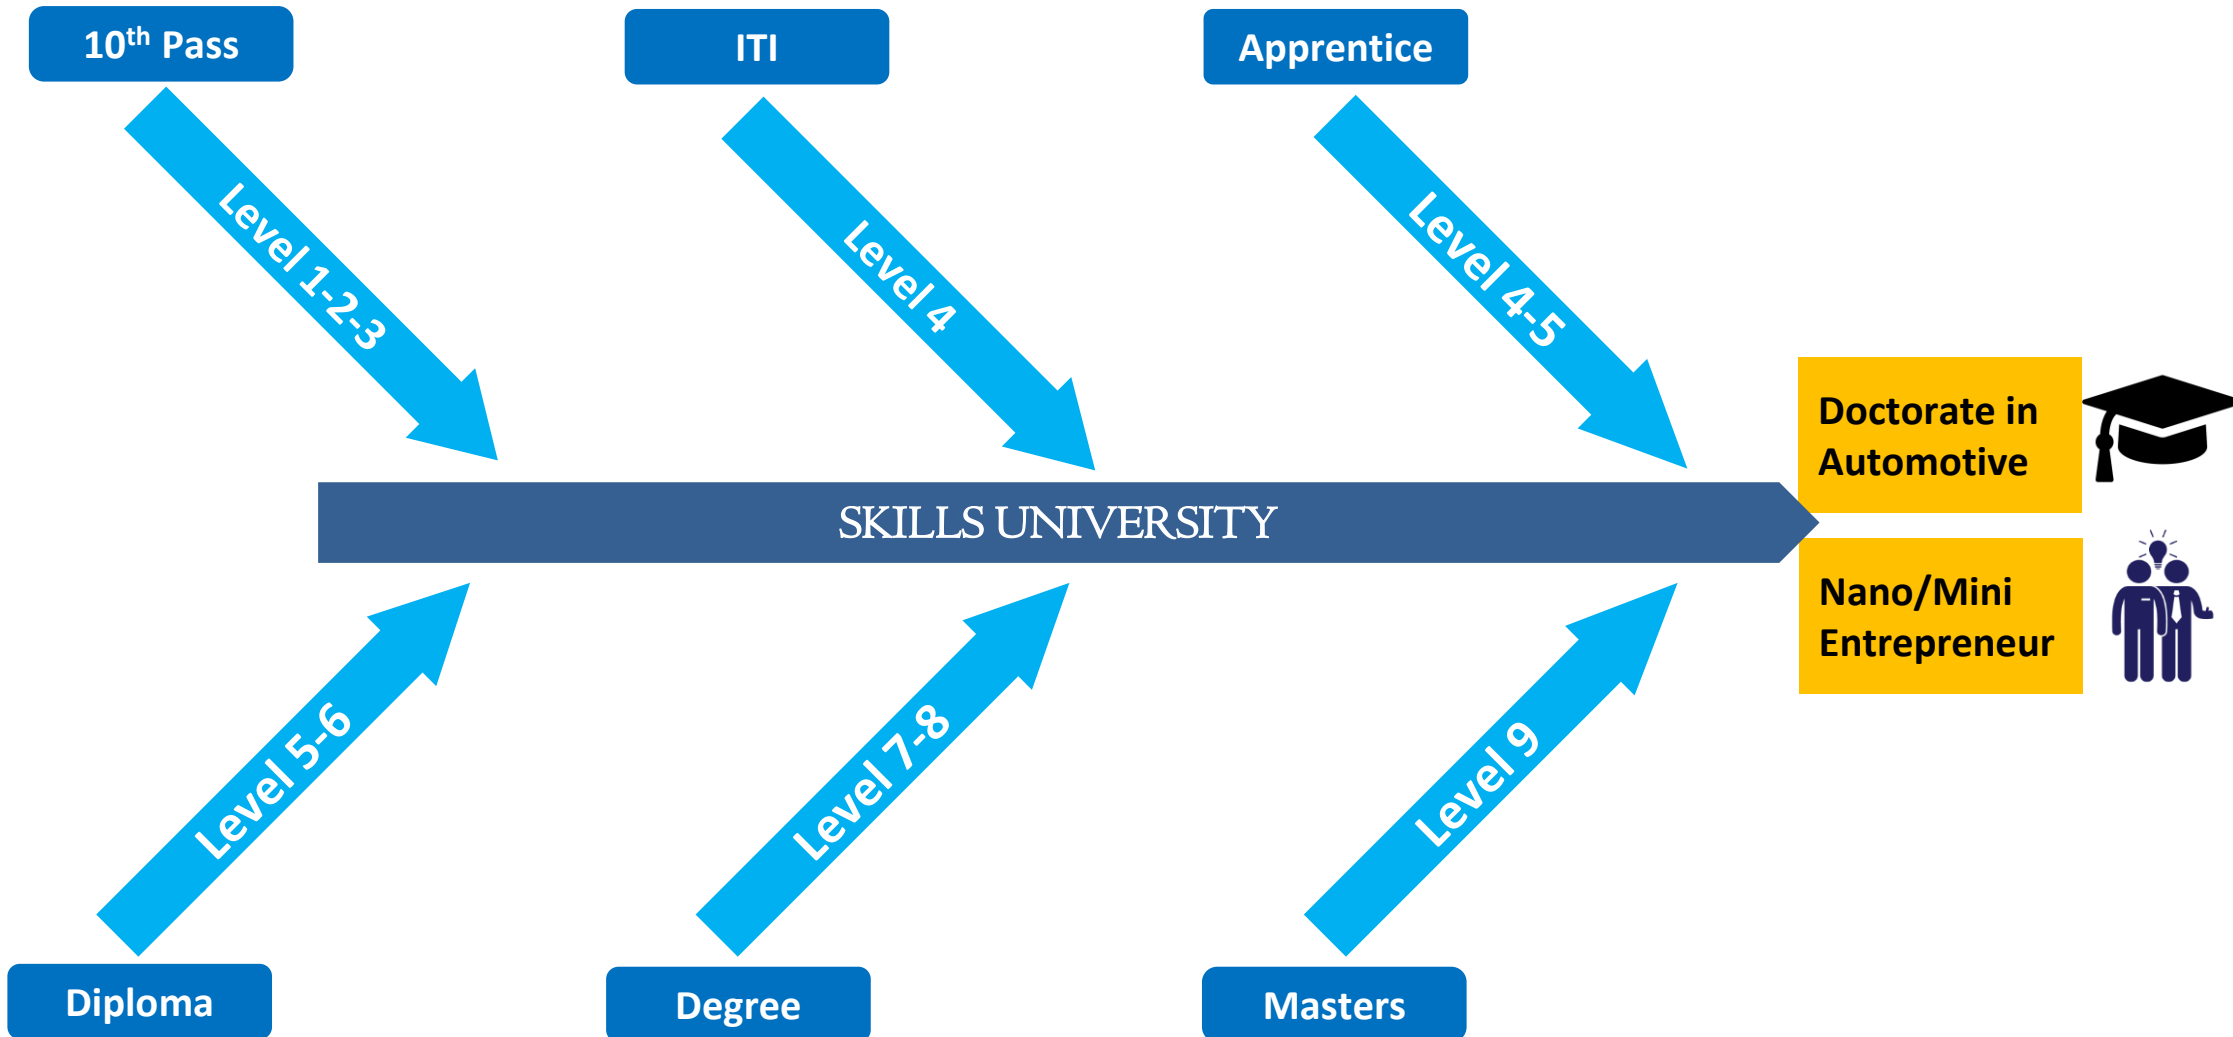 10th Pass
ITI
Apprentice
Level 1-2-3
Level 4
Level 4-5
Doctorate in
Automotive
SKILLS UNIVERSITY
Nano/Mini
Entrepreneur
Level 5-6
Level 7-8
Level 9
Diploma
Degree
Masters